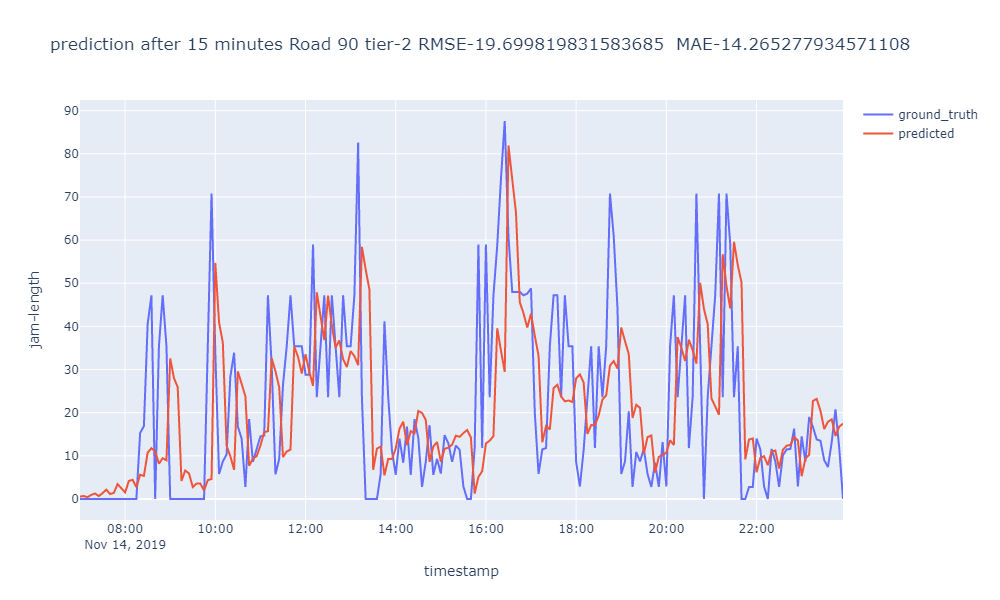 prediction after 15 minutes Road 90 tier-2 RMSE-19.699819831583685  MAE-14.265277934571108
ground_truth
predicted
90
80
70
60
50
40
30
20
10
0
jam-length
08:00 10:00 12:00 14:00 16:00 18:00 20:00 22:00
Nov 14, 2019
timestamp